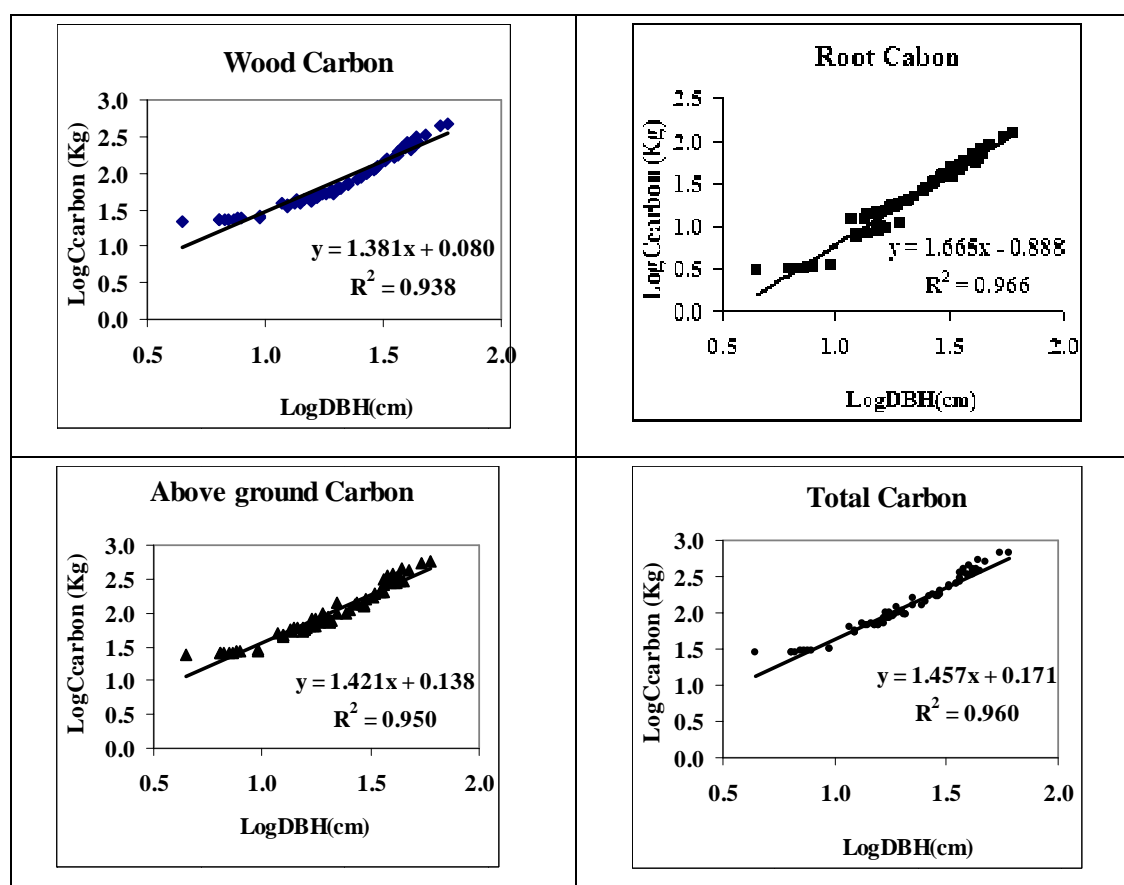 Wood Carbon
LogCcarbon (Kg)
3.0
2.5
2.0
1.5
1.0
0.5
0.0
y = 1.381x + 0.080
R² = 0.938
0.5 1.0 1.5 2.0
LogDBH(cm)
Root Cabon
LogCcarbon (Kg)
2.5
2.0
1.5
1.0
0.5
0.0
y = 1.665x - 0.888
R² = 0.966
0.5 1.0 1.5 2.0
LogDBH(cm)
Above ground Carbon
LogCcarbon (Kg)
3.0
2.5
2.0
1.5
1.0
0.5
0.0
y = 1.421x + 0.138
R² = 0.950
0.5 1.0 1.5 2.0
LogDBH(cm)
Total Carbon
LogCcarbon (Kg)
3.0
2.5
2.0
1.5
1.0
0.5
0.0
y = 1.457x + 0.171
R² = 0.960
0.5 1.0 1.5 2.0
LogDBH(cm)